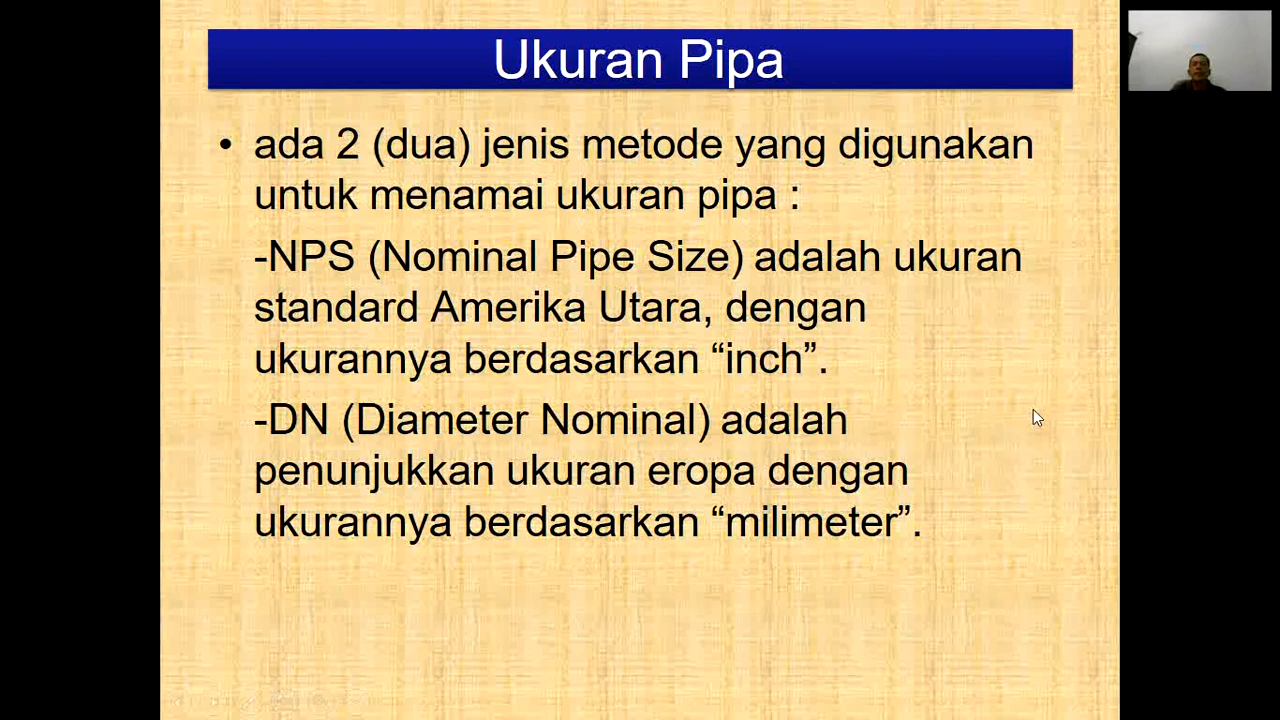 Ukuran Pipa
• ada 2 (dua) jenis metode yang digunakan
untuk menamai ukuran pipa :
-NPS (Nominal Pipe Size) adalah ukuran
standard Amerika Utara, dengan
ukurannya berdasarkan “inch”.
-DN (Diameter Nominal) adalah
penunjukkan ukuran eropa dengan
ukurannya berdasarkan “milimeter”.